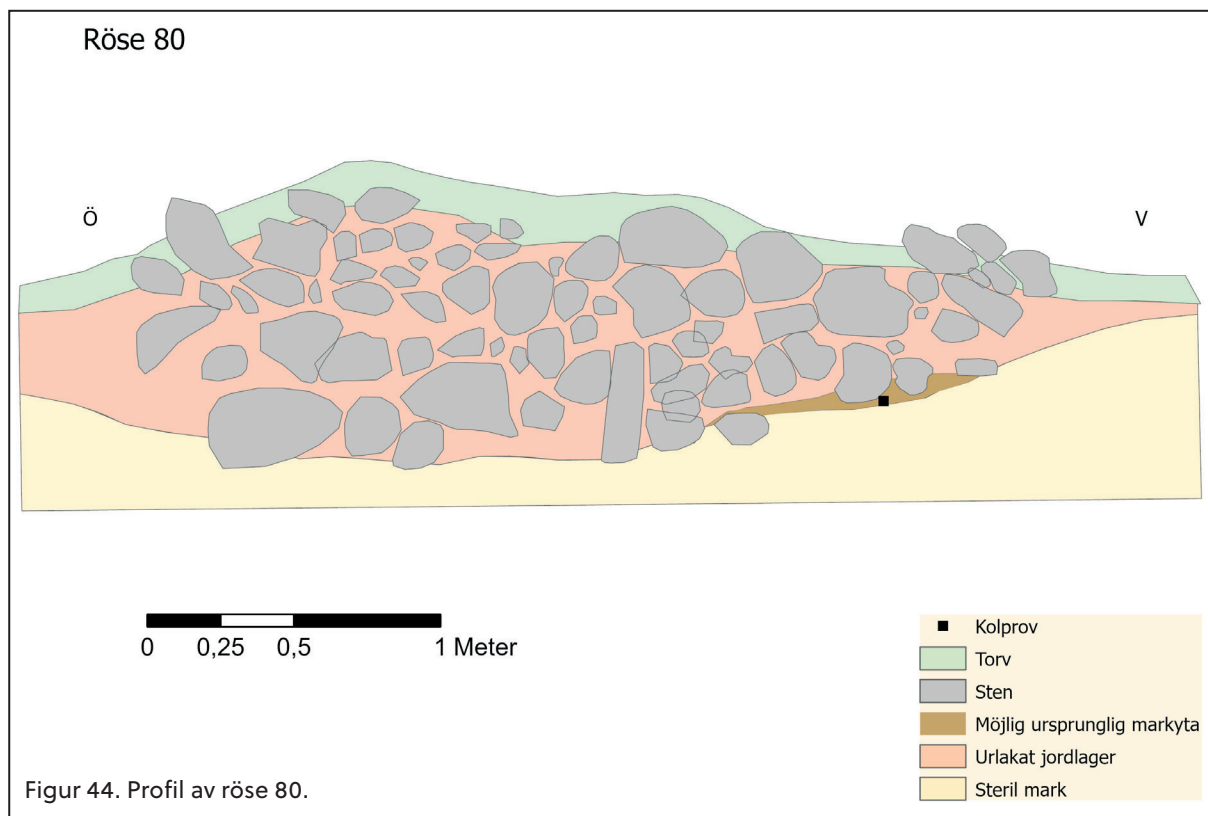 Röse 80
Ö
V
0 0,25 0,5 1 Meter
Kolprov
Torv
Sten
Möjlig ursprunglig markyta
Urlakat jordlager
Steril mark
Figur 44. Profil av röse 80.